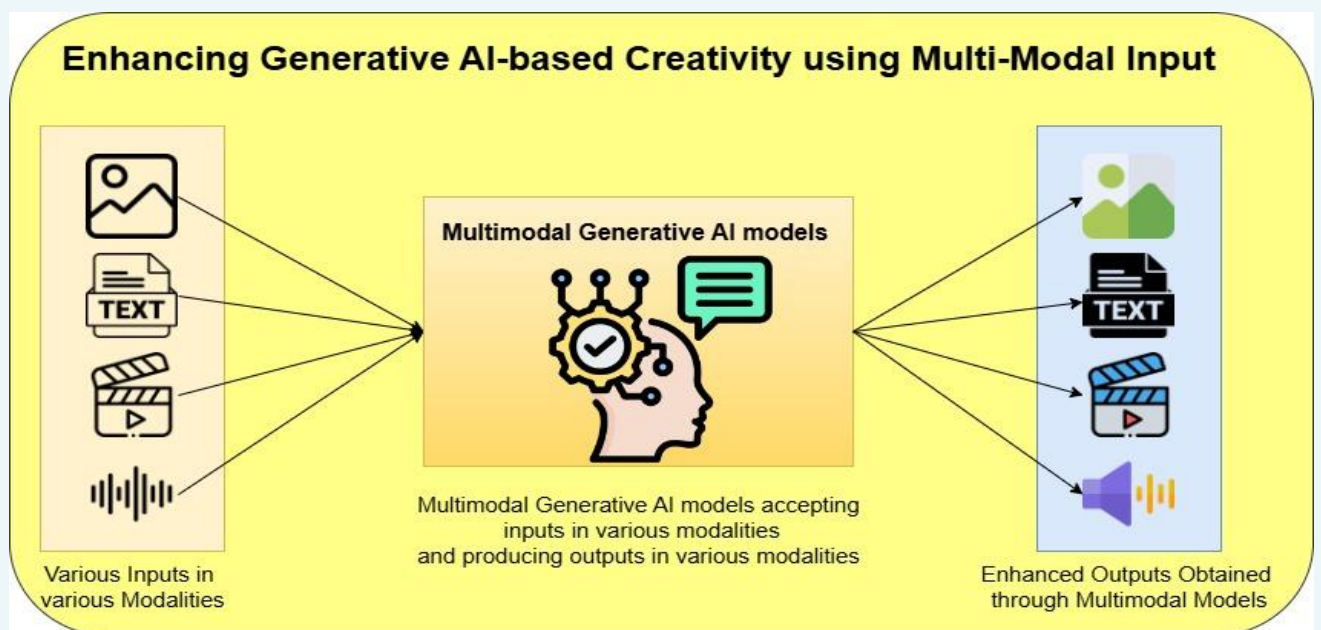 Enhancing Generative AI-based Creativity using Multi-Modal Input
TEXT
Various Inputs in
various Modalities
Multimodal Generative AI models
Multimodal Generative AI models accepting
inputs in various modalities
and producing outputs in various modalities
TEXT
Enhanced Outputs Obtained
through Multimodal Models